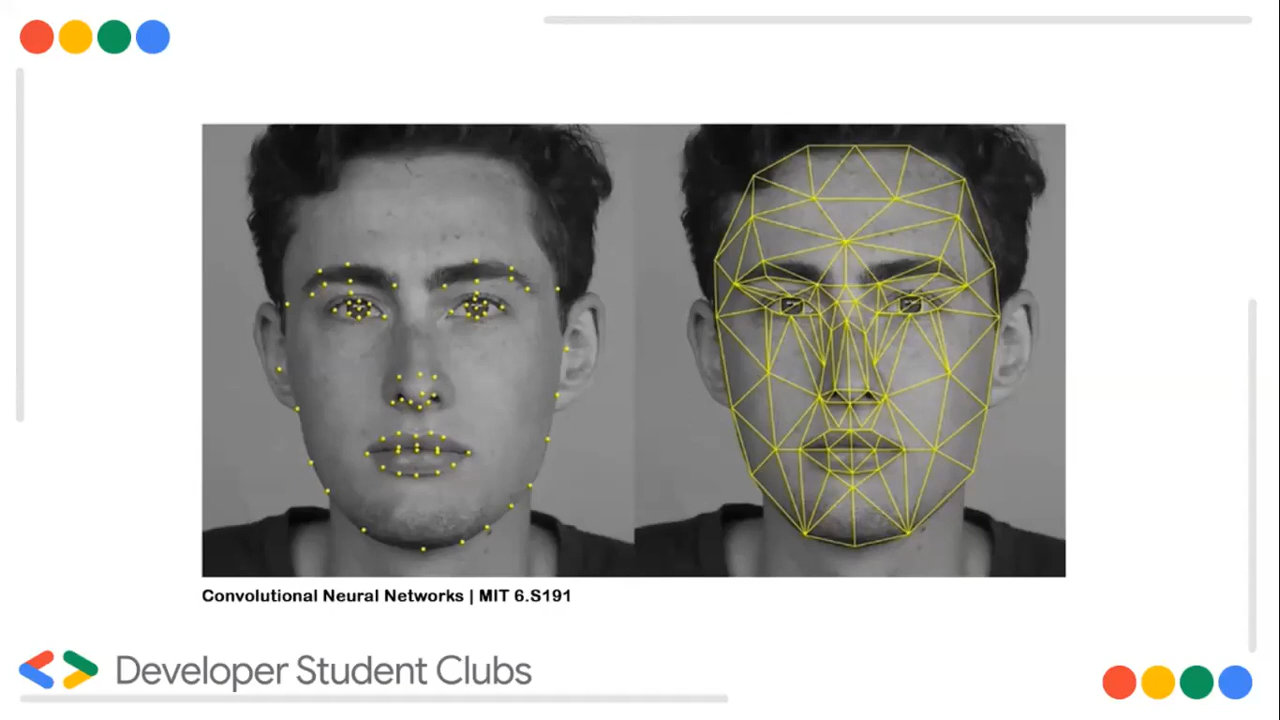 Convolutional Neural Networks | MIT 6.S191
Developer Student Clubs